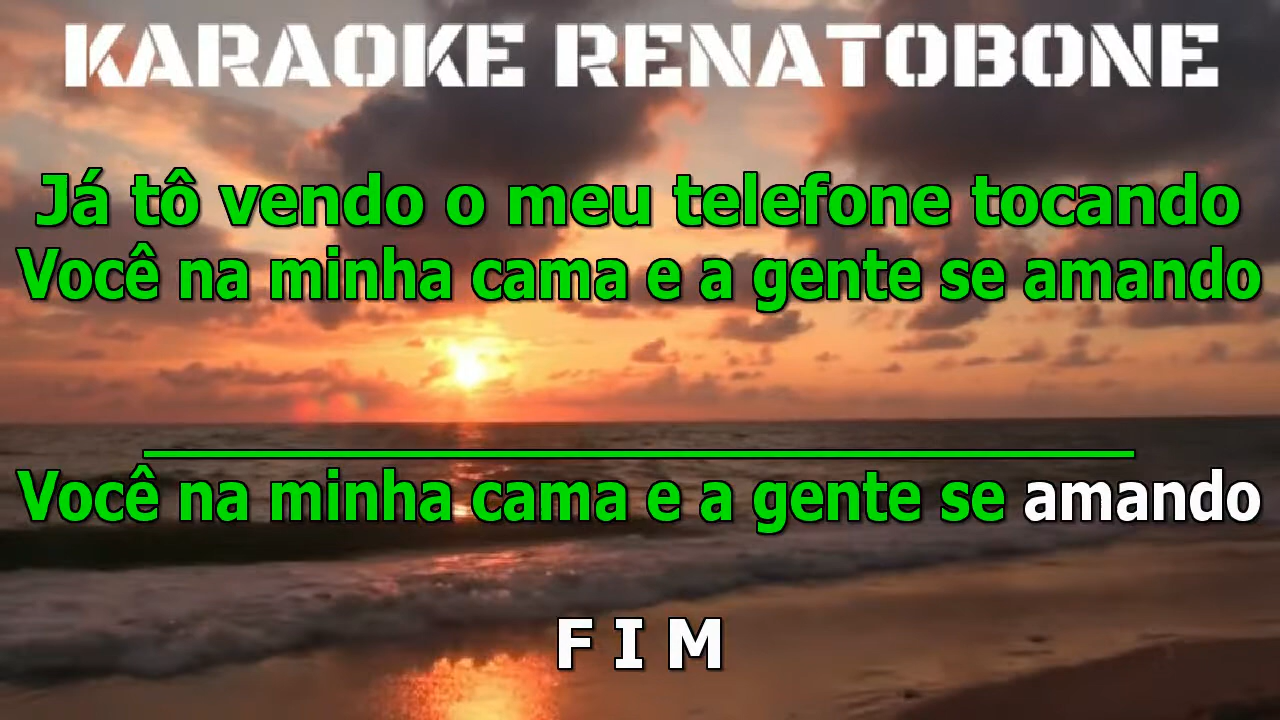 KARAOKE RENATOBONE
Já tô vendo o meu telefone tocando
Você na minha cama e a gente se amando
Você na minha cama e a gente se amando
F I M